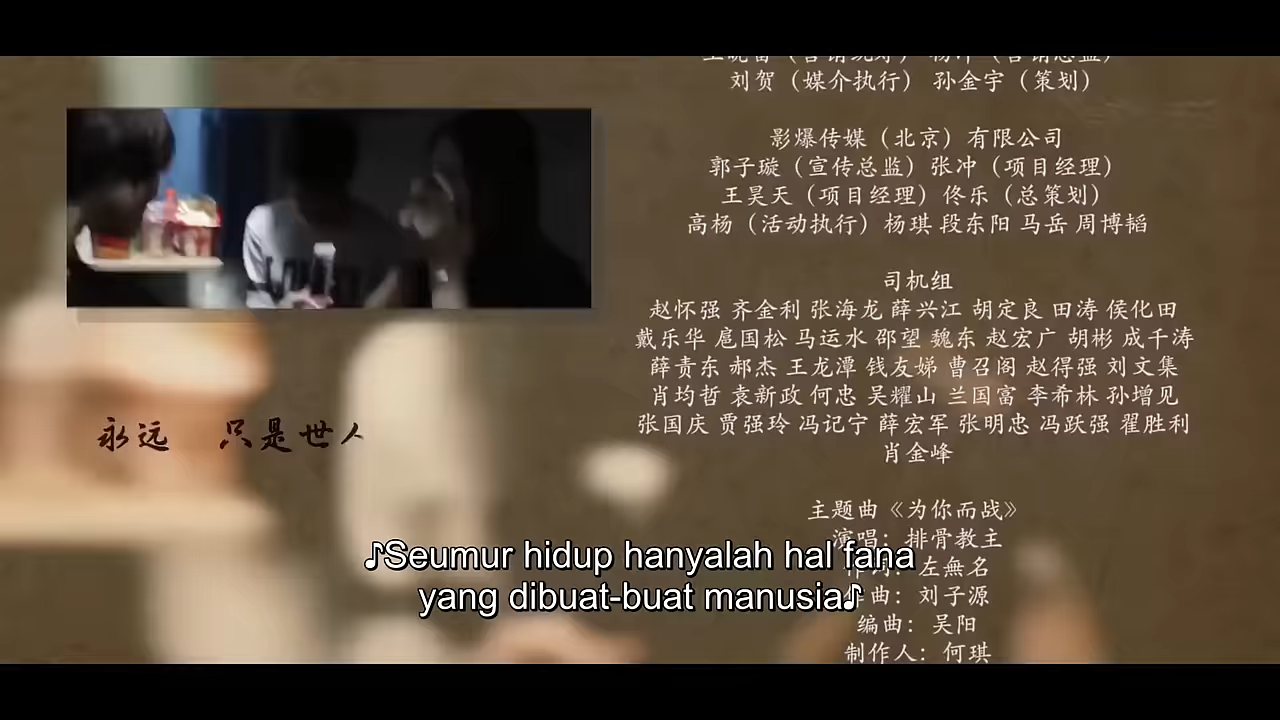 刘贺（媒介执行） 孙金宇（策划）
影爆传媒（北京）有限公司
郭子璇（宣传总监）张冲（项目经理）
王昊天（项目经理）佟乐（总策划）
高杨（活动执行）杨琪 段东阳 马岳 周博韬
司机组
赵怀强 齐金利 张海龙 薛兴江 胡定良 田涛 侯化田
戴乐华 扈国松 马运水 邵望 魏东 赵宏广 胡彬 成千涛
薛责东 郝杰 王龙潭 钱友娣 曹召阁 赵得强 刘文集
肖均哲 袁新政 何忠 吴耀山 兰国富 李希林 孙增见
张国庆 贾强玲 冯记宁 薛宏军 张明忠 冯跃强 翟胜利
肖金峰
永远 只是世人
主题曲《为你而战》
演唱：排骨教主
作词：左無名
作曲：刘子源
编曲：吴阳
制作人：何琪
♪Seumur hidup hanyalah hal fana
yang dibuat-buat manusia♪